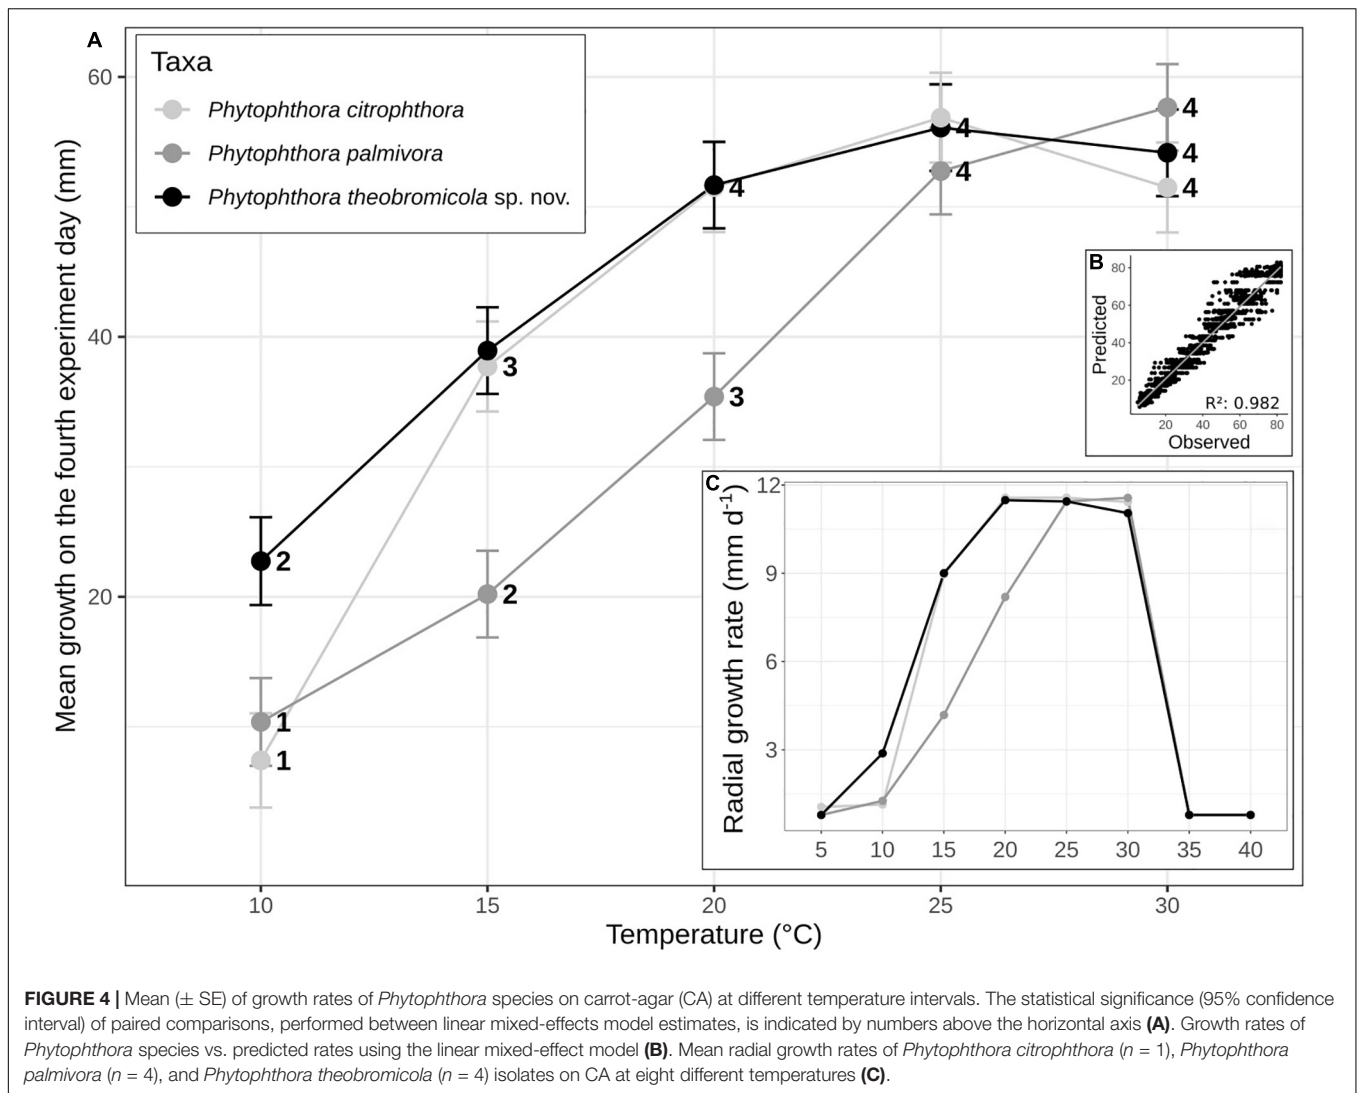 A
Taxa
Phytophthora citrophthora
Phytophthora palmivora
Phytophthora theobromicola sp. nov.
Mean growth on the fourth experiment day (mm)
60
40
20
2
1
1
3
2
4
3
4
4
4
4
4
10
15
20
25
30
Temperature (°C)
B
Predicted
80
60
40
20
R²: 0.982
20
40
60
80
Observed
C
Radial growth rate (mm d-1)
12
9
6
3
5
10
15
20
25
30
35
40
FIGURE 4 | Mean (± SE) of growth rates of Phytophthora species on carrot-agar (CA) at different temperature intervals. The statistical significance (95% confidence
interval) of paired comparisons, performed between linear mixed-effects model estimates, is indicated by numbers above the horizontal axis (A). Growth rates of
Phytophthora species vs. predicted rates using the linear mixed-effect model (B). Mean radial growth rates of Phytophthora citrophthora (n = 1), Phytophthora
palmivora (n = 4), and Phytophthora theobromicola (n = 4) isolates on CA at eight different temperatures (C).